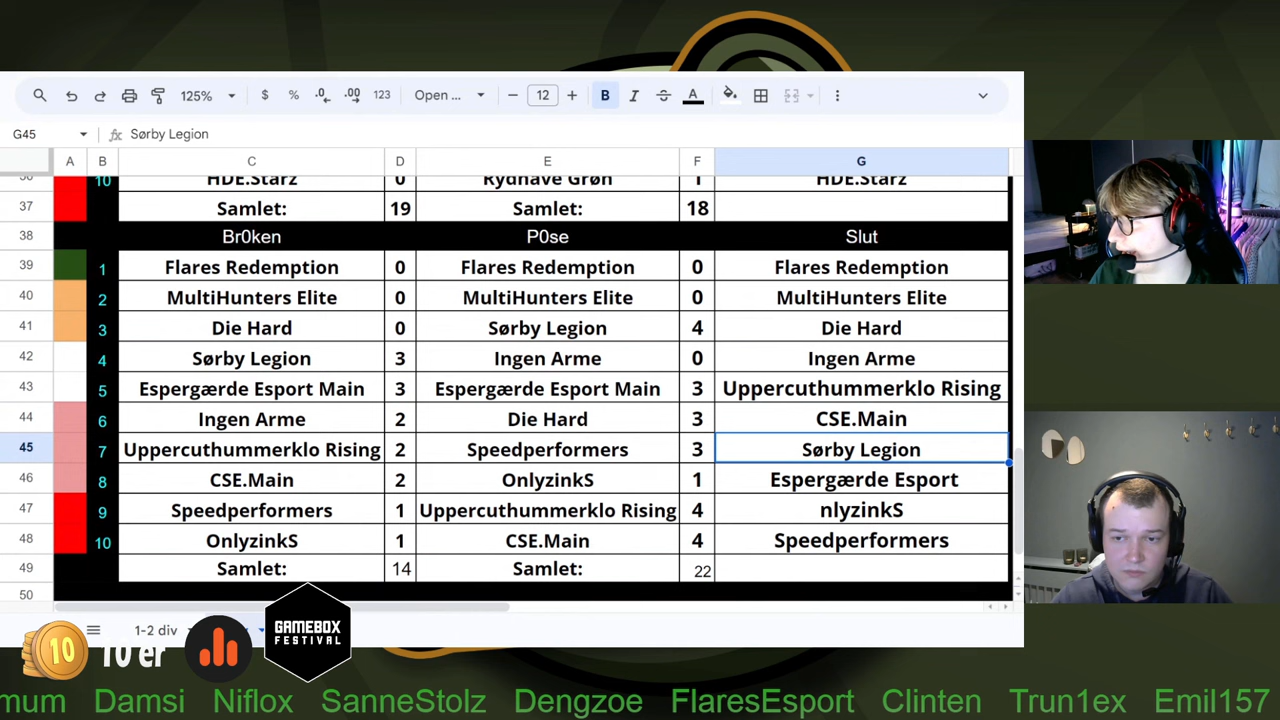 125% $ % .0 .00 123 Open ... 12 B I A
G45 fx Sørby Legion
A B C D E F G
36 10 HDE.Starz 0 Rydhave Grøn 1 HDE.Starz
37 Samlet: 19 Samlet: 18
38 Br0ken P0se Slut
39 1 Flares Redemption 0 Flares Redemption 0 Flares Redemption
40 2 MultiHunters Elite 0 MultiHunters Elite 0 MultiHunters Elite
41 3 Die Hard 0 Sørby Legion 4 Die Hard
42 4 Sørby Legion 3 Ingen Arme 0 Ingen Arme
43 5 Espergærde Esport Main 3 Espergærde Esport Main 3 Uppercuthummerklo Rising
44 6 Ingen Arme 2 Die Hard 3 CSE.Main
45 7 Uppercuthummerklo Rising 2 Speedperformers 3 Sørby Legion
46 8 CSE.Main 2 OnlyzinkS 1 Espergærde Esport
47 9 Speedperformers 1 Uppercuthummerklo Rising 4 nlyzinkS
48 10 OnlyzinkS 1 CSE.Main 4 Speedperformers
49 Samlet: 14 Samlet: 22
50
1-2 div
10 10 er
GAMEBOX
FESTIVAL
mum Damsi Niflox SanneStolz Dengzoe FlaresEsport Clinten Trun1ex Emil157